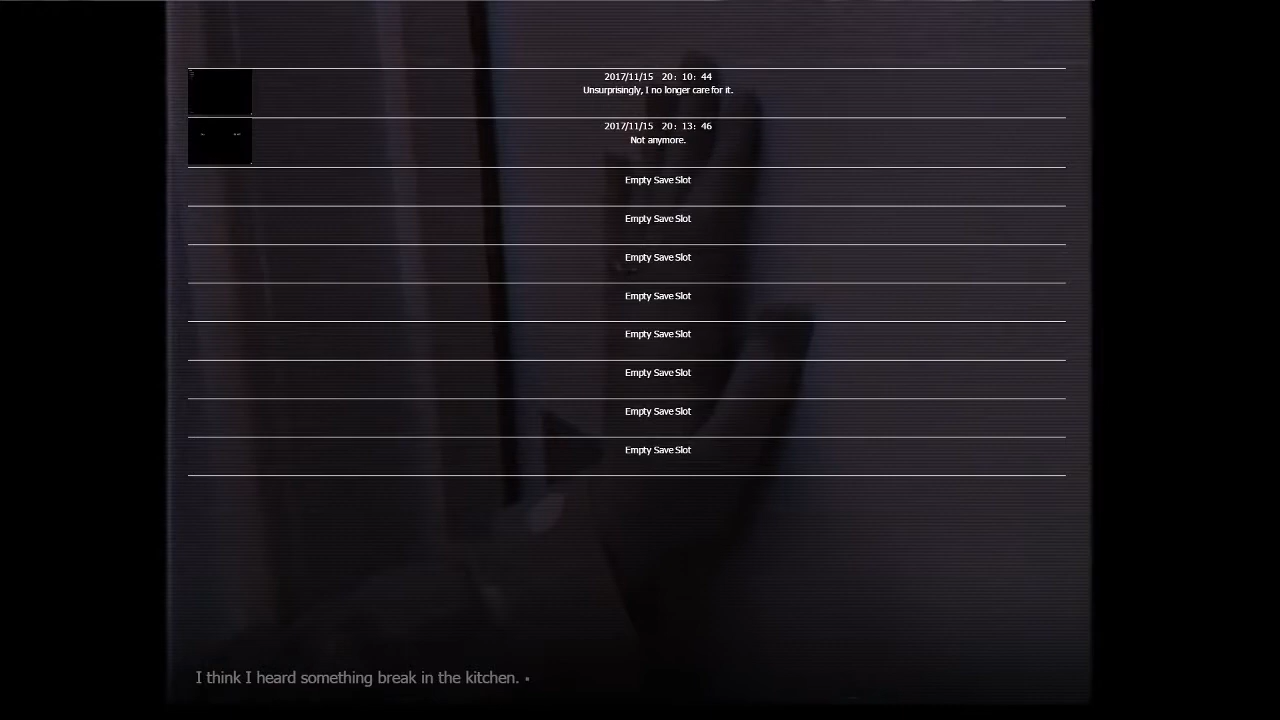 2017/11/15 20: 10: 44
Unsurprisingly, I no longer care for it.
2017/11/15 20: 13: 46
Not anymore.
Empty Save Slot
Empty Save Slot
Empty Save Slot
Empty Save Slot
Empty Save Slot
Empty Save Slot
Empty Save Slot
Empty Save Slot
I think I heard something break in the kitchen.